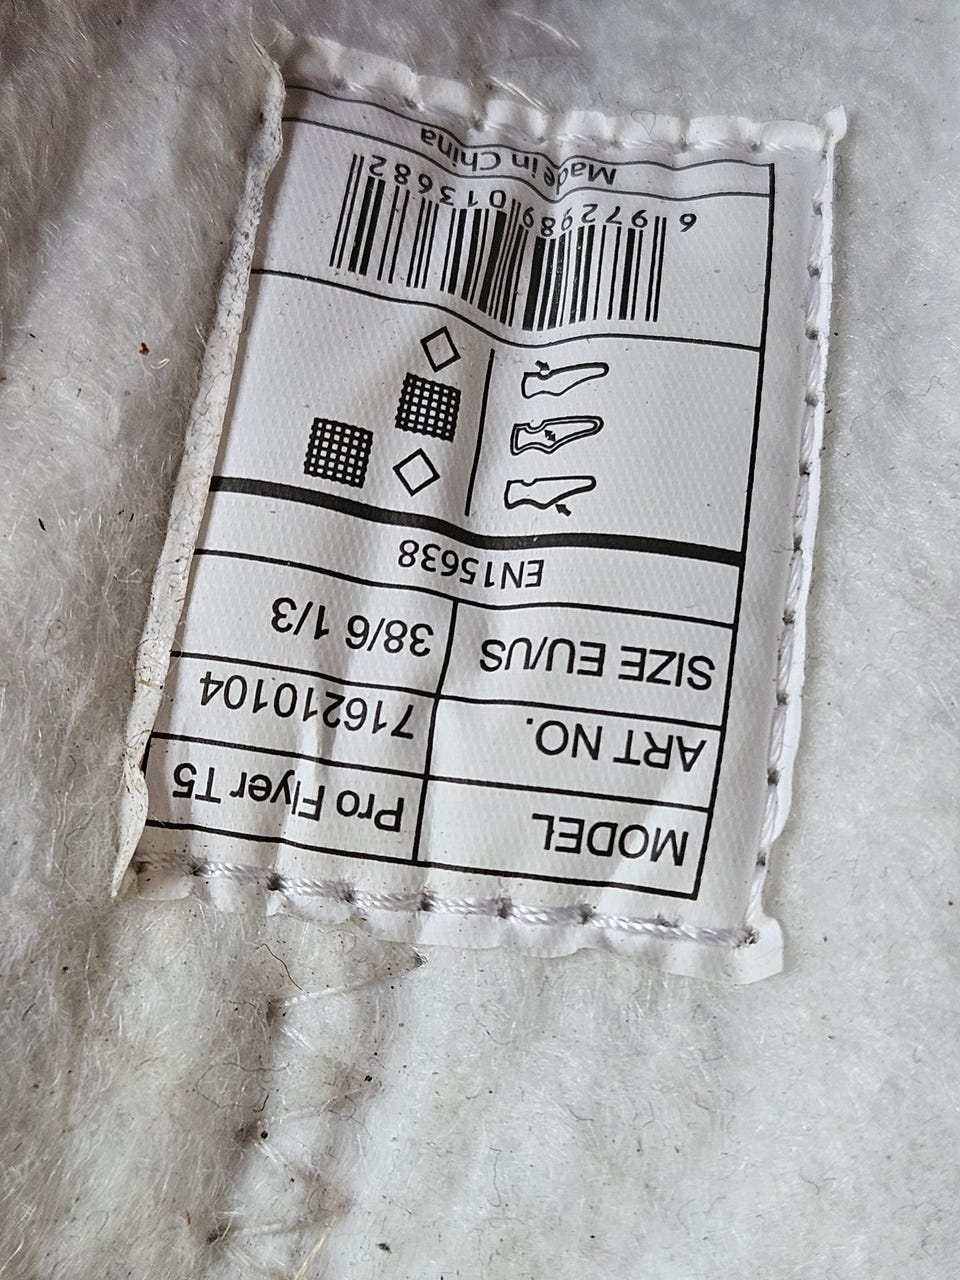 MODEL Pro Flyer T5
ART NO. 716210104
SIZE EU/US 38/6 1/3
EN15638
6 972989 013682
Made in China